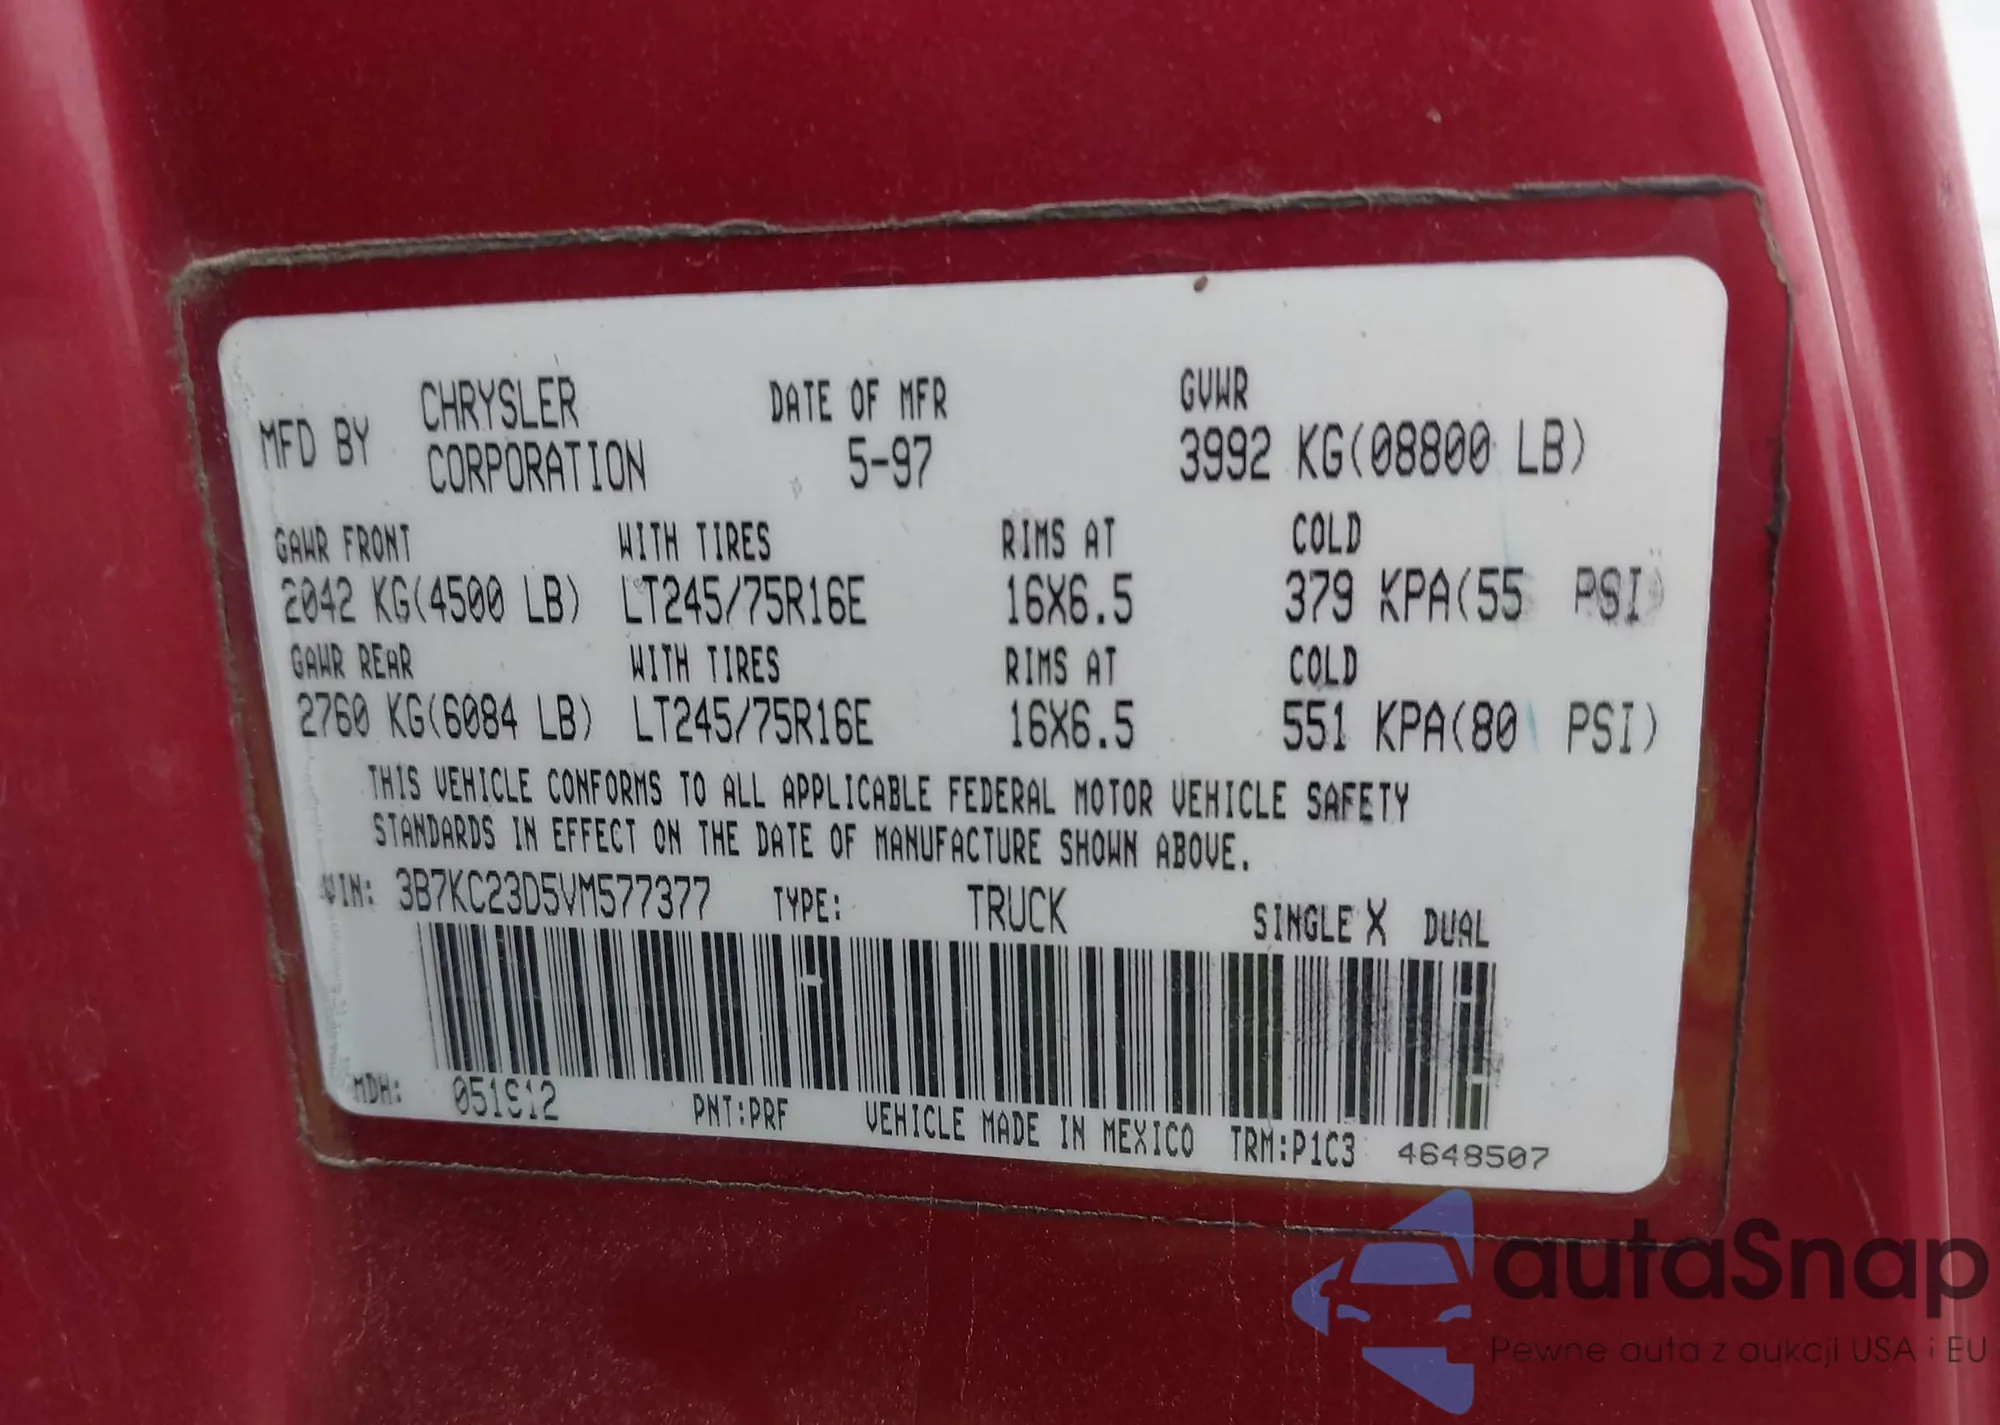 MFD BY CHRYSLER CORPORATION
DATE OF MFR 5-97
GVWR 3992 KG(08800 LB)
GAWR FRONT WITH TIRES RIMS AT COLD
2042 KG(4500 LB) LT245/75R16E 16X6.5 379 KPA(55 PSI)
GAWR REAR WITH TIRES RIMS AT COLD
2760 KG(6084 LB) LT245/75R16E 16X6.5 551 KPA(80 PSI)
THIS VEHICLE CONFORMS TO ALL APPLICABLE FEDERAL MOTOR VEHICLE SAFETY
STANDARDS IN EFFECT ON THE DATE OF MANUFACTURE SHOWN ABOVE.
VIN: 3B7KC23D5VM577377 TYPE: TRUCK SINGLE X DUAL
MDH: PNT:PRF VEHICLE MADE IN MEXICO TRM:P1C3 4648507
autaSnap
Pewne auta z aukcji USA i EU